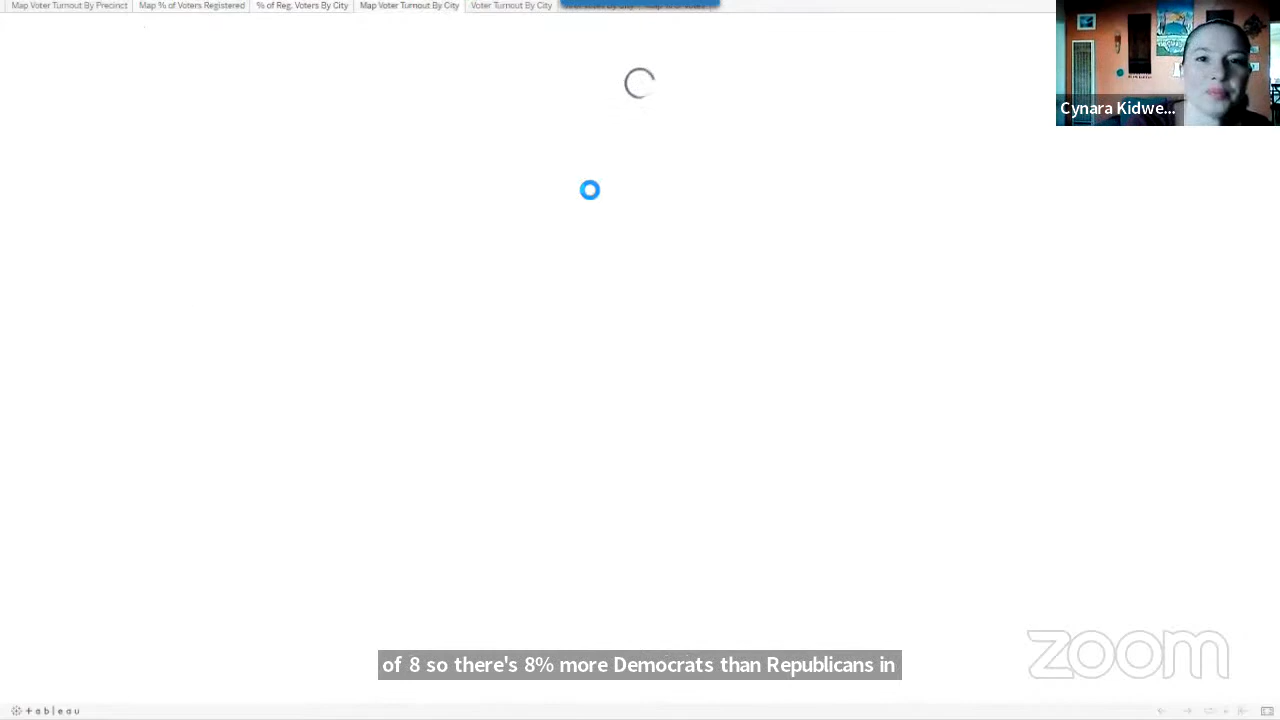 Map Voter Turnout By Precinct
Map % of Voters Registered
% of Reg. Voters By City
Map Voter Turnout By City
Voter Turnout By City
Cynara Kidwe...
of 8 so there's 8% more Democrats than Republicans in
zoom
+ a b l e a u